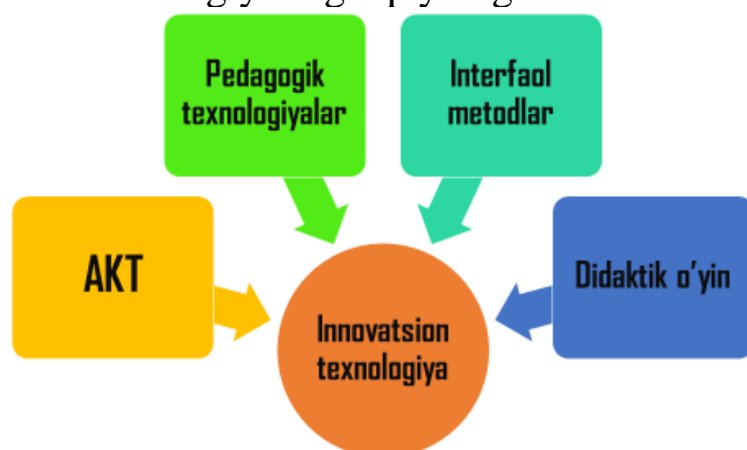 Pedagogik
texnologiyalar
Interfaol
metodlar
AKT
Didaktik o'yin
Innovatsion
texnologiya